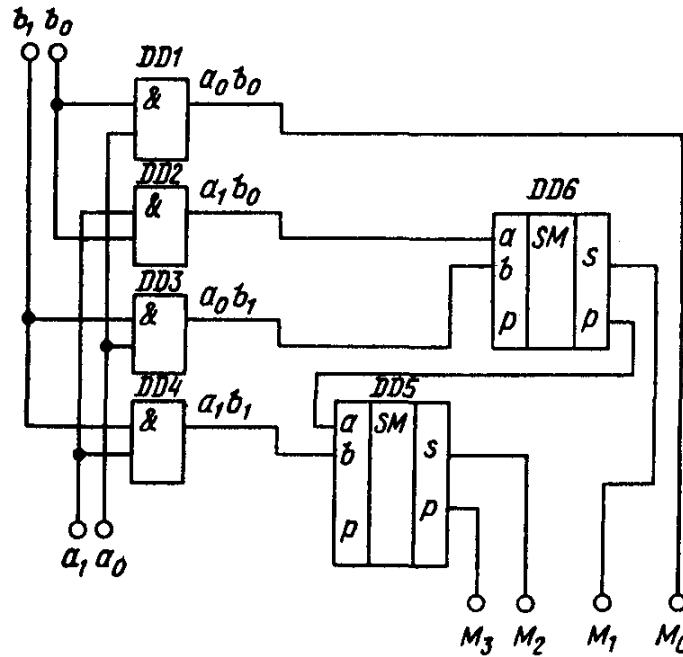 b₁ b₀
DD1
&
a₀b₀
DD2
&
a₁b₀
DD3
&
a₀b₁
DD4
&
a₁b₁
DD6
a SM s
b
p p
DD5
a SM s
b
p p
a₁ a₀
M₃ M₂ M₁ M₀